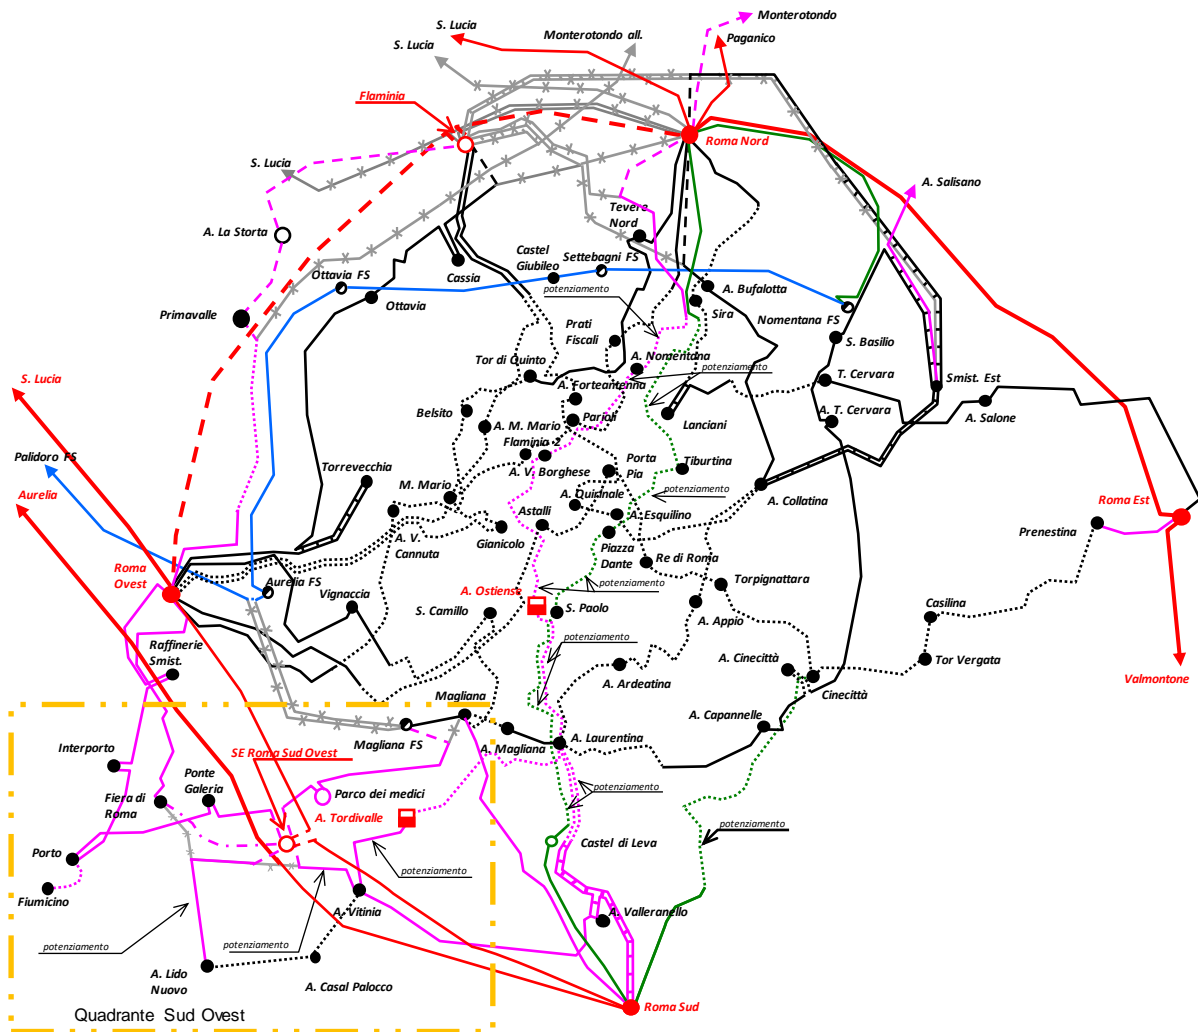 Monterotondo
S. Lucia
Paganico
Monterotondo all.
S. Lucia
Flaminia
Roma Nord
S. Lucia
A. Salisano
Tevere
Nord
A. La Storta
Castel
Giubileo
Settebagni FS
Cassia
Ottavia FS
potenziamento
A. Bufalotta
Ottavia
Sira
Nomentana FS
Primavalle
Prati
Fiscali
S. Basilio
Tor di Quinto
A. Nomentana
potenziamento
S. Lucia
T. Cervara
Smist. Est
A. Forteantenna
Belsito
Parioli
Lanciani
A. T. Cervara
A. Salone
A. M. Mario
Flaminio 2
Palidoro FS
Torrevecchia
A. V. Borghese
Porta
Pia
Tiburtina
Aurelia
M. Mario
A. Quirinale
potenziamento
A. Collatina
Roma Est
Astalli
A. Esquilino
Prenestina
A. V.
Cannuta
Gianicolo
Piazza
Dante
Re di Roma
Roma
Ovest
Aurelia FS
A. Ostiense
potenziamento
Torpignattara
Vignaccia
S. Camillo
S. Paolo
Casilina
A. Appio
potenziamento
Raffinerie
Smist.
A. Cinecittà
Tor Vergata
A. Ardeatina
Cinecittà
Valmontone
Magliana
A. Capannelle
Interporto
Magliana FS
A. Magliana
A. Laurentina
SE Roma Sud Ovest
Ponte
Galeria
Fiera di
Roma
Parco dei medici
potenziamento
A. Tordivalle
potenziamento
Porto
Castel di Leva
potenziamento
Fiumicino
A. Vitinia
A. Valleranello
potenziamento
potenziamento
A. Lido
Nuovo
A. Casal Palocco
Roma Sud
Quadrante Sud Ovest